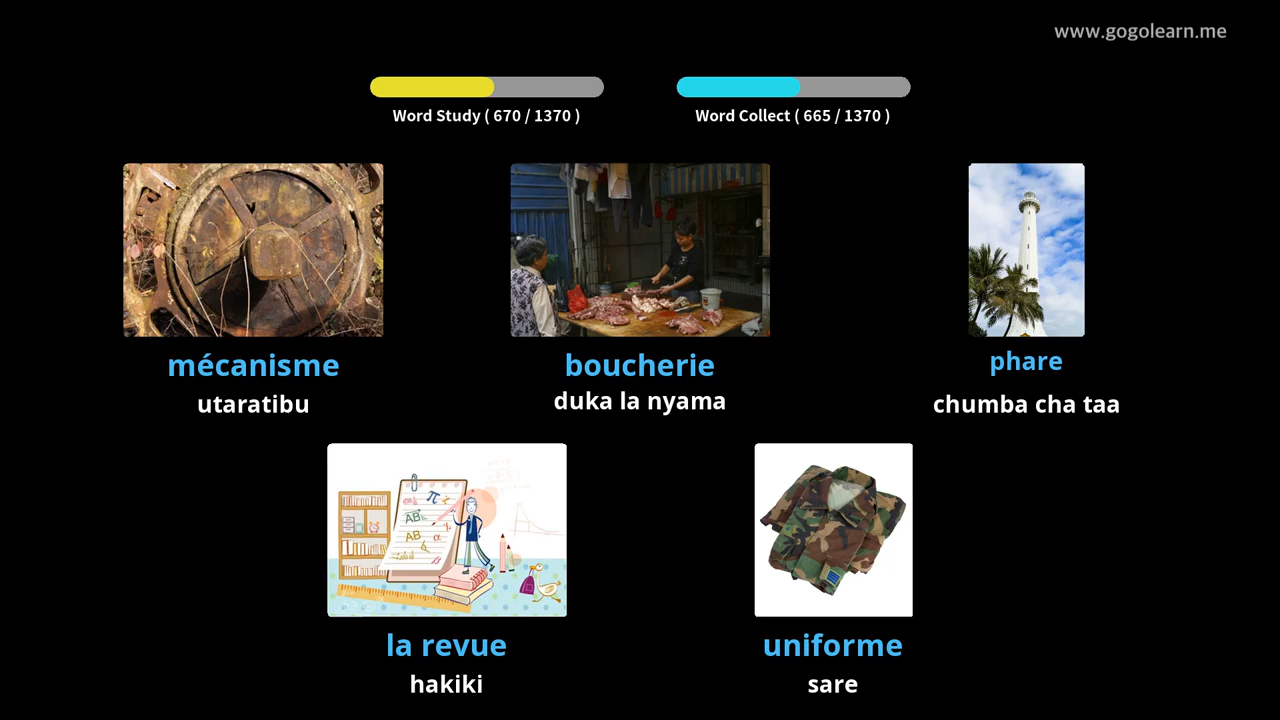 www.gogolearn.me
Word Study ( 670 / 1370 )
Word Collect ( 665 / 1370 )
mécanisme
utaratibu
boucherie
duka la nyama
phare
chumba cha taa
la revue
hakiki
uniforme
sare